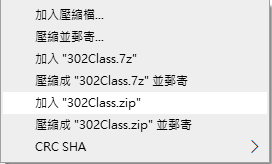 加入壓縮檔...
壓縮並郵寄...
加入 "302Class.7z"
壓縮成 "302Class.7z" 並郵寄
加入 "302Class.zip"
壓縮成 "302Class.zip" 並郵寄
CRC SHA